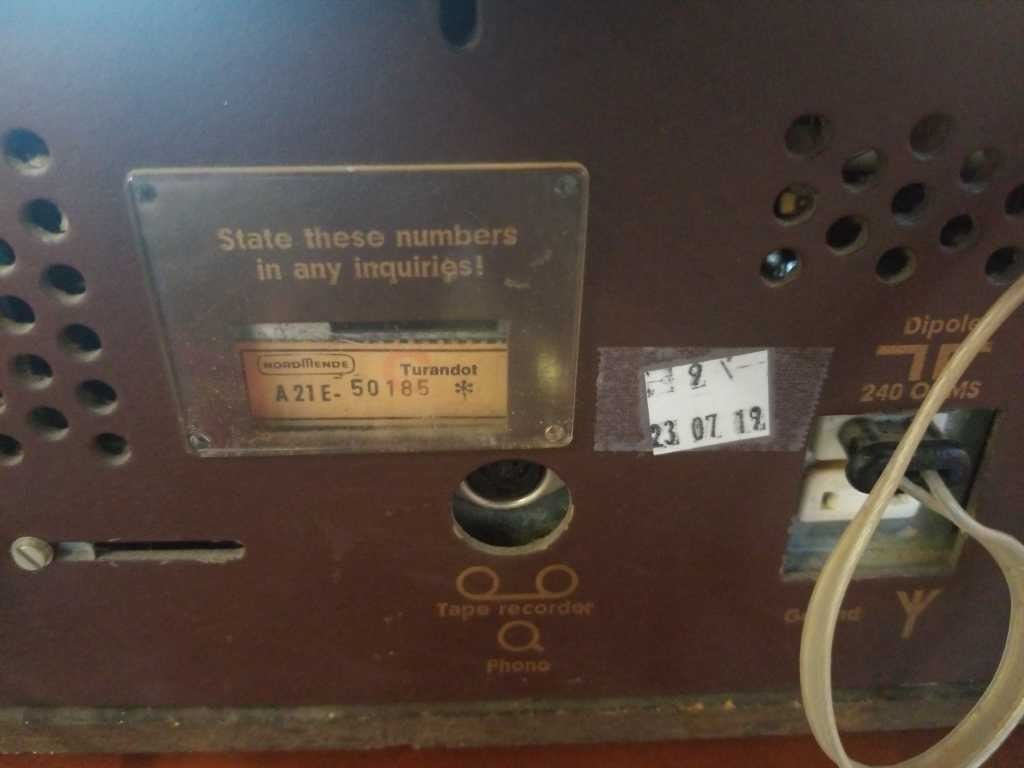 State these numbers
in any inquiries!
NORDMENDE
Turandot
A21E- 50185 *
23 07 12
Dipole
240 OHMS
Tape recorder
Phono
Ground